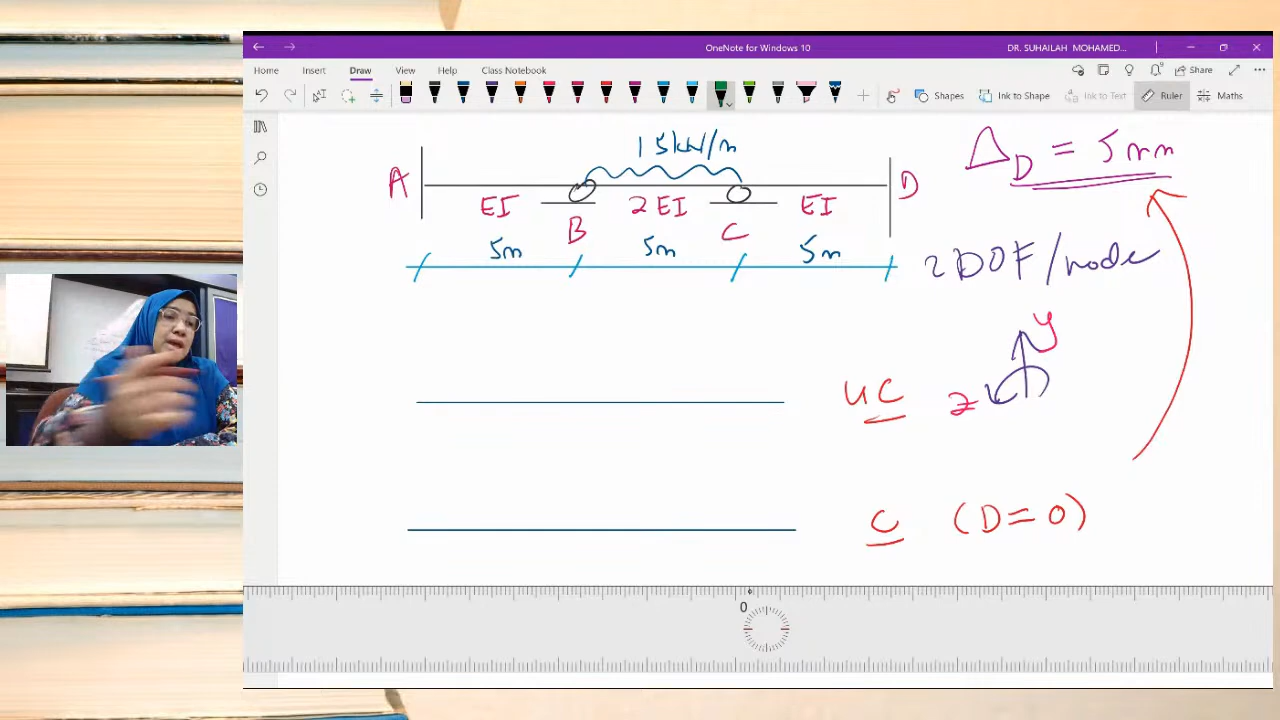 OneNote for Windows 10
DR. SUHAILAH MOHAMED...
Home Insert Draw View Help Class Notebook
Share
Shapes Ink to Shape Ink to Text Ruler Maths
15kN/m
A
D
EI
2EI
EI
B
C
5m
5m
5m
ΔD = 5mm
2DOF/node
y
uc
z
c (D=0)
0